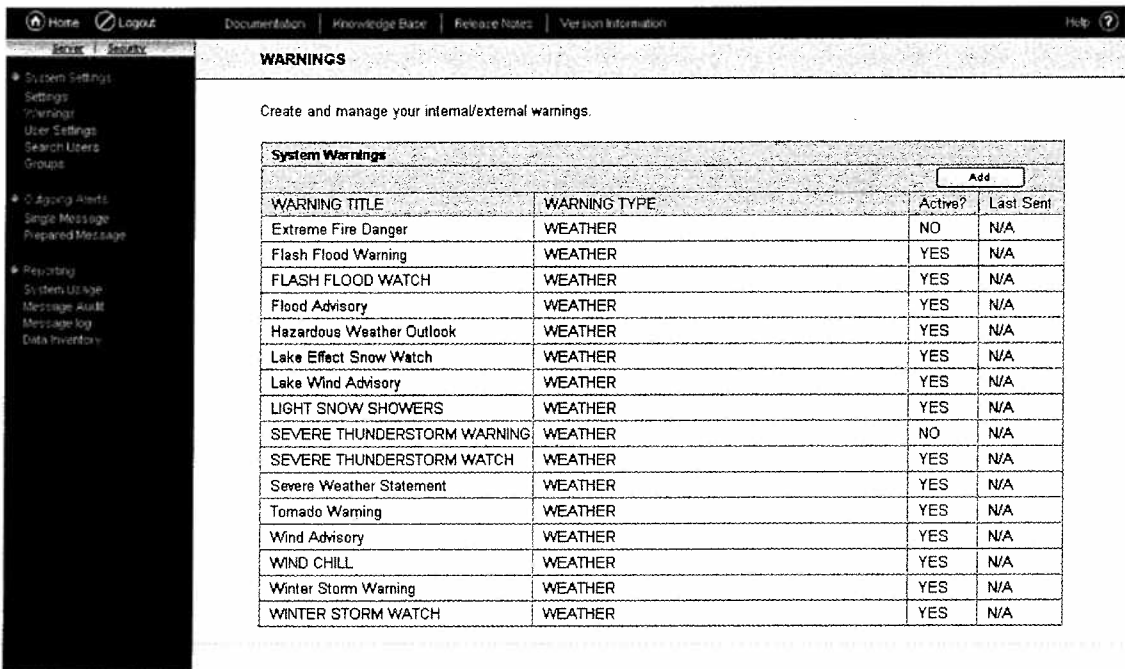 Home Logout Documentation Knowledge Base Release Notes Version Information Help ?
Server | Security
WARNINGS
System Settings
Settings
Warnings
User Settings
Search Users
Groups
Outgoing Alerts
Single Message
Prepared Message
Reporting
System Usage
Message Audit
Message log
Data Inventory
Create and manage your internal/external warnings.
System Warnings
Add
WARNING TITLE WARNING TYPE Active? Last Sent
Extreme Fire Danger WEATHER NO N/A
Flash Flood Warning WEATHER YES N/A
FLASH FLOOD WATCH WEATHER YES N/A
Flood Advisory WEATHER YES N/A
Hazardous Weather Outlook WEATHER YES N/A
Lake Effect Snow Watch WEATHER YES N/A
Lake Wind Advisory WEATHER YES N/A
LIGHT SNOW SHOWERS WEATHER YES N/A
SEVERE THUNDERSTORM WARNING WEATHER NO N/A
SEVERE THUNDERSTORM WATCH WEATHER YES N/A
Severe Weather Statement WEATHER YES N/A
Tornado Warning WEATHER YES N/A
Wind Advisory WEATHER YES N/A
WIND CHILL WEATHER YES N/A
Winter Storm Warning WEATHER YES N/A
WINTER STORM WATCH WEATHER YES N/A